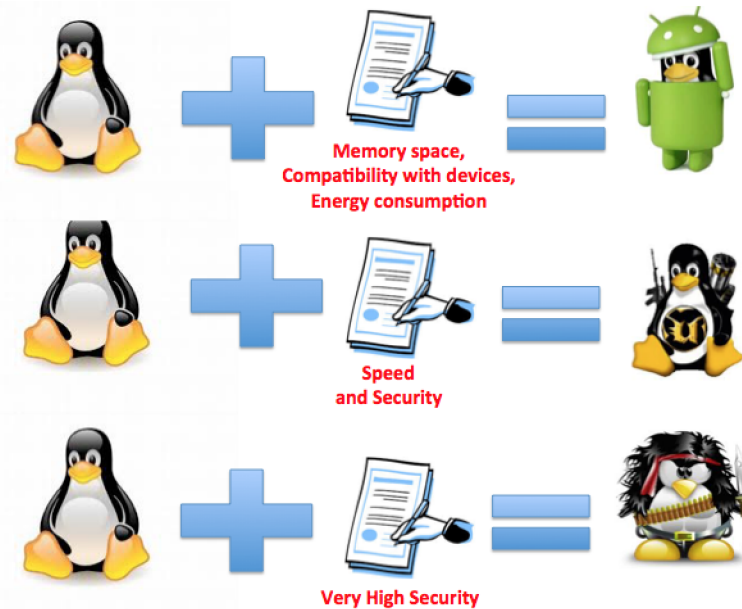 Memory space,
Compatibility with devices,
Energy consumption
Speed
and Security
Very High Security